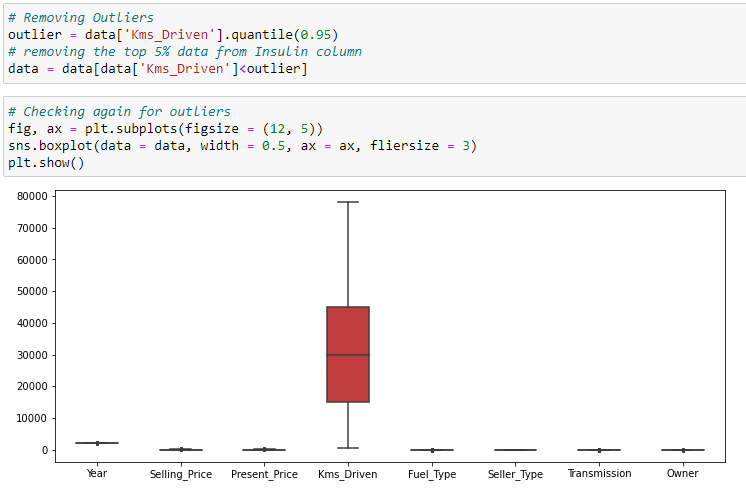 # Removing Outliers
outlier = data['Kms_Driven'].quantile(0.95)
# removing the top 5% data from Insulin column
data = data[data['Kms_Driven']<outlier]
# Checking again for outliers
fig, ax = plt.subplots(figsize = (12, 5))
sns.boxplot(data = data, width = 0.5, ax = ax, fliersize = 3)
plt.show()
80000
70000
60000
50000
40000
30000
20000
10000
0
Year Selling_Price Present_Price Kms_Driven Fuel_Type Seller_Type Transmission Owner